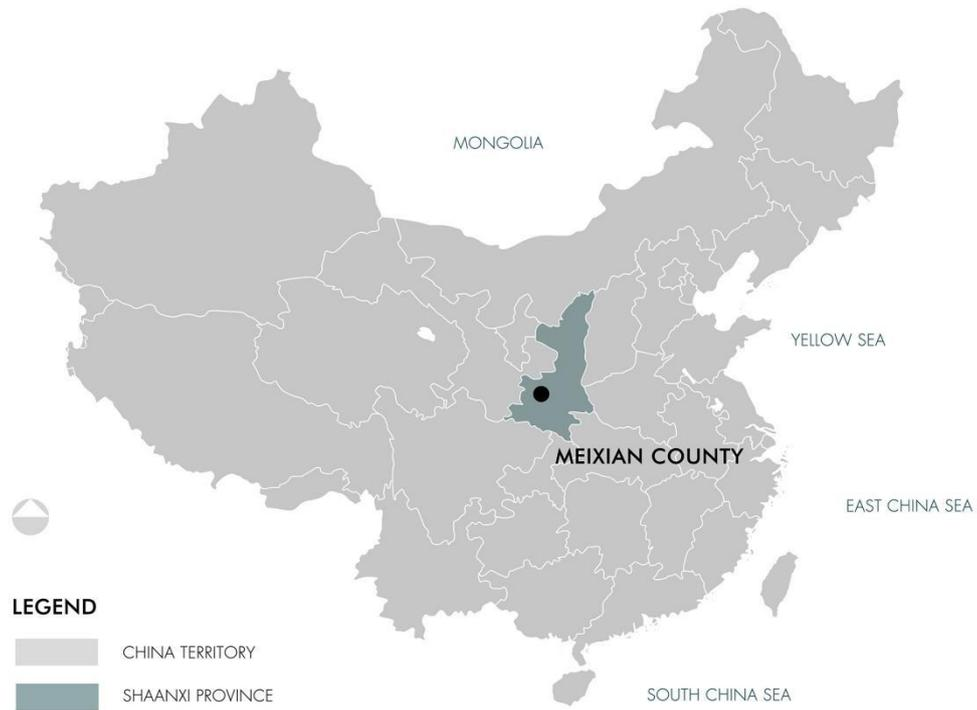 MONGOLIA
YELLOW SEA
MEIXIAN COUNTY
EAST CHINA SEA
LEGEND
CHINA TERRITORY
SHAANXI PROVINCE
SOUTH CHINA SEA